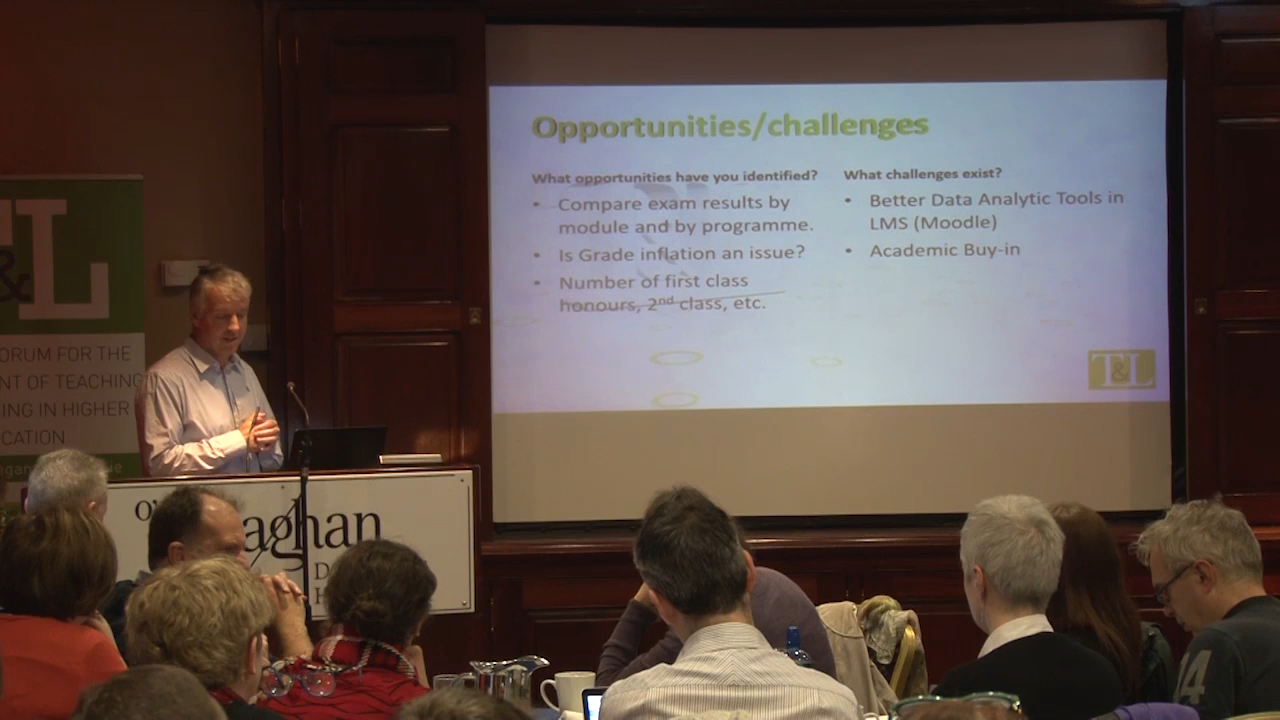 Opportunities/challenges
What opportunities have you identified?
• Compare exam results by
module and by programme.
• Is Grade inflation an issue?
• Number of first class
honours, 2nd class, etc.
What challenges exist?
• Better Data Analytic Tools in
LMS (Moodle)
• Academic Buy-in
T&L
T&L
ORUM FOR THE
NT OF TEACHING
ING IN HIGHER
CATION
O'
aghan
D
H
14